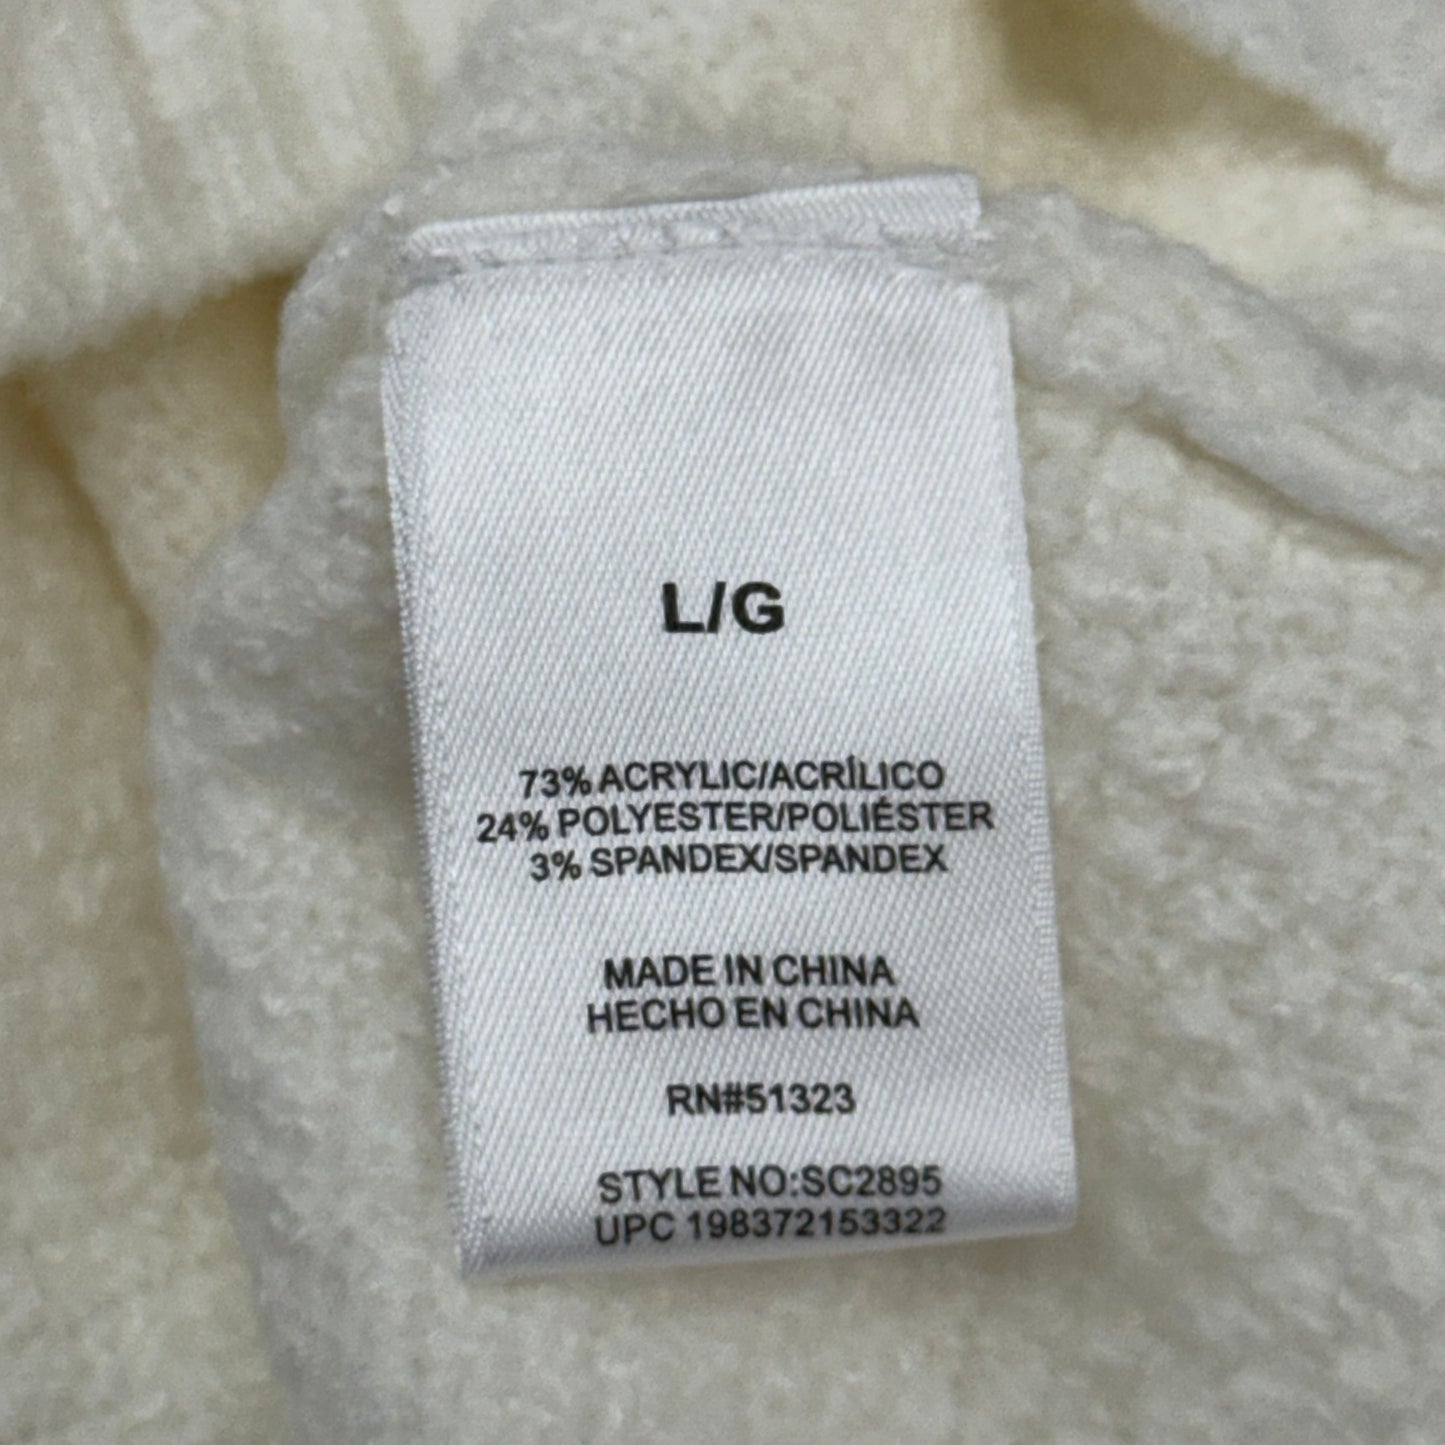 L/G
73% ACRYLIC/ACRÍLICO
24% POLYESTER/POLIÉSTER
3% SPANDEX/SPANDEX
MADE IN CHINA
HECHO EN CHINA
RN#51323
STYLE NO:SC2895
UPC 198372153322